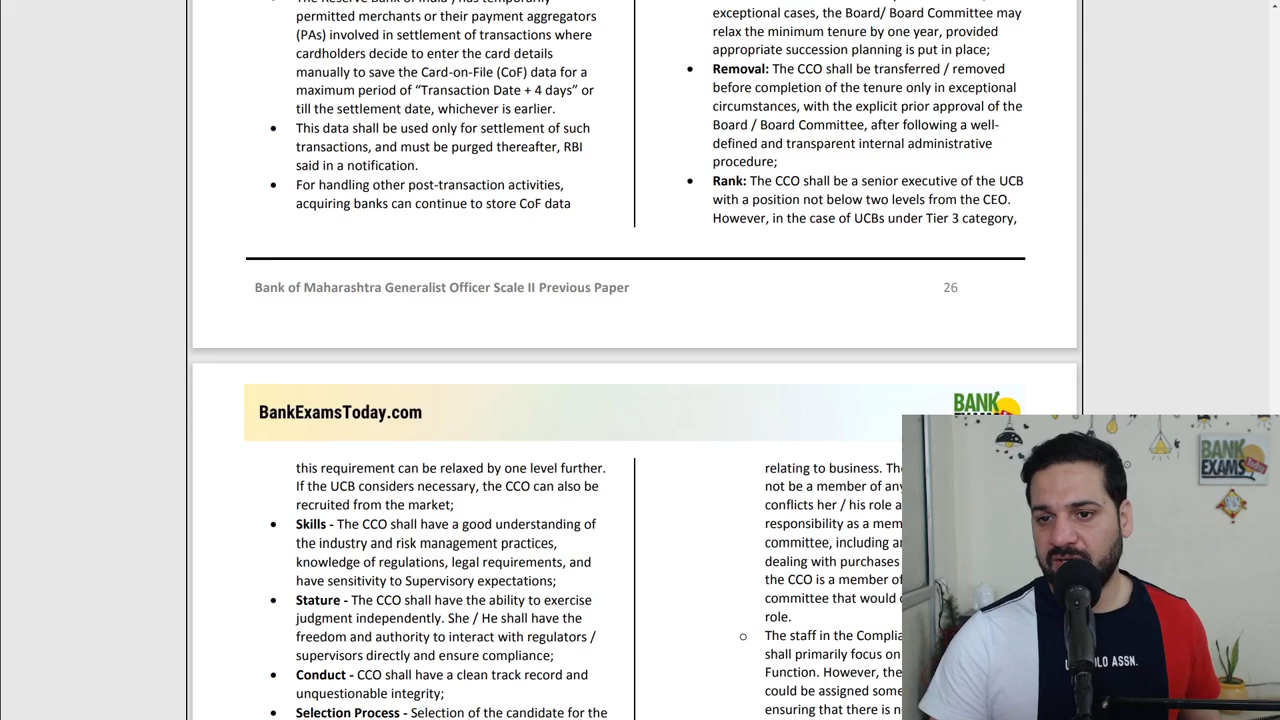 permitted merchants or their payment aggregators
(PAs) involved in settlement of transactions where
cardholders decide to enter the card details
manually to save the Card-on-File (CoF) data for a
maximum period of “Transaction Date + 4 days” or
till the settlement date, whichever is earlier.
• This data shall be used only for settlement of such
transactions, and must be purged thereafter, RBI
said in a notification.
• For handling other post-transaction activities,
acquiring banks can continue to store CoF data
exceptional cases, the Board/ Board Committee may
relax the minimum tenure by one year, provided
appropriate succession planning is put in place;
• Removal: The CCO shall be transferred / removed
before completion of the tenure only in exceptional
circumstances, with the explicit prior approval of the
Board / Board Committee, after following a well-
defined and transparent internal administrative
procedure;
• Rank: The CCO shall be a senior executive of the UCB
with a position not below two levels from the CEO.
However, in the case of UCBs under Tier 3 category,
Bank of Maharashtra Generalist Officer Scale II Previous Paper 26
BankExamsToday.com
BANK
this requirement can be relaxed by one level further.
If the UCB considers necessary, the CCO can also be
recruited from the market;
• Skills - The CCO shall have a good understanding of
the industry and risk management practices,
knowledge of regulations, legal requirements, and
have sensitivity to Supervisory expectations;
• Stature - The CCO shall have the ability to exercise
judgment independently. She / He shall have the
freedom and authority to interact with regulators /
supervisors directly and ensure compliance;
• Conduct - CCO shall have a clean track record and
unquestionable integrity;
• Selection Process - Selection of the candidate for the
relating to business. The
not be a member of any
conflicts her / his role a
responsibility as a mem
committee, including a
dealing with purchases
the CCO is a member of
committee that would
role.
o The staff in the Complia
shall primarily focus on
Function. However, the
could be assigned some
ensuring that there is n
BANK
EXAMS
ASSN.